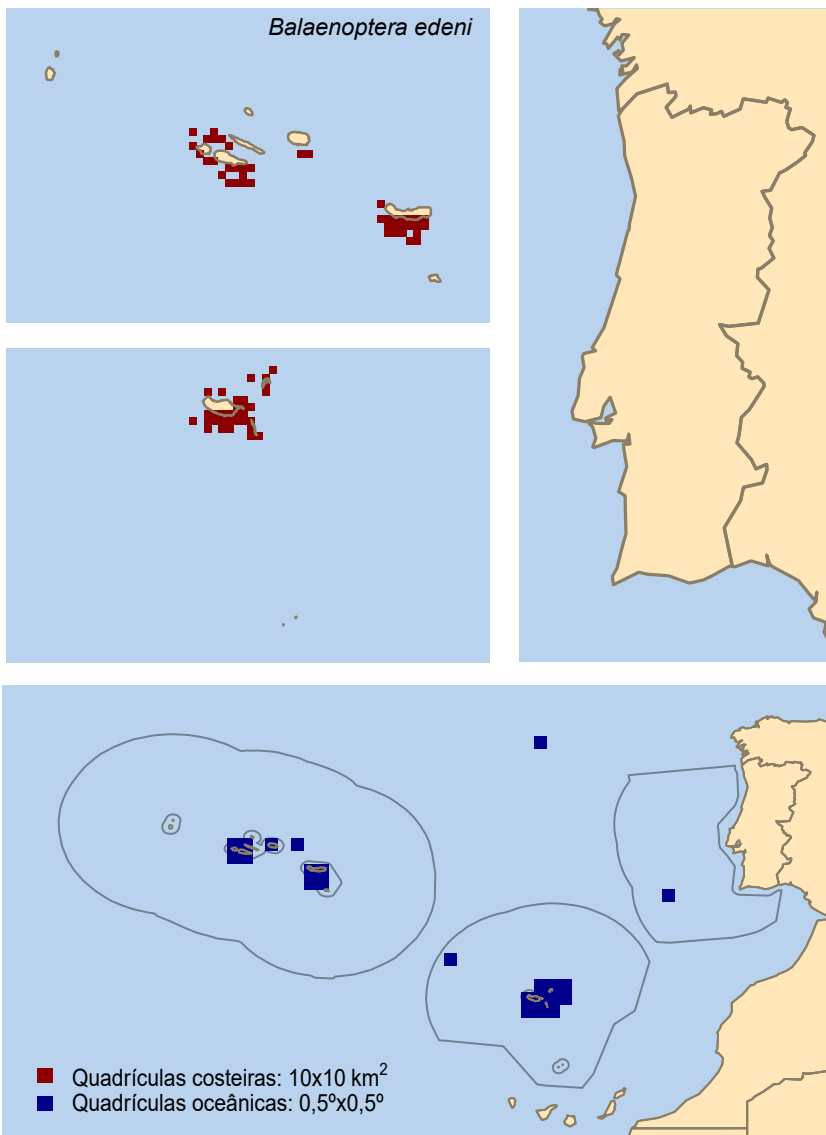 Balaenoptera edeni
Quadrículas costeiras: 10x10 km²
Quadrículas oceânicas: 0,5ºx0,5º